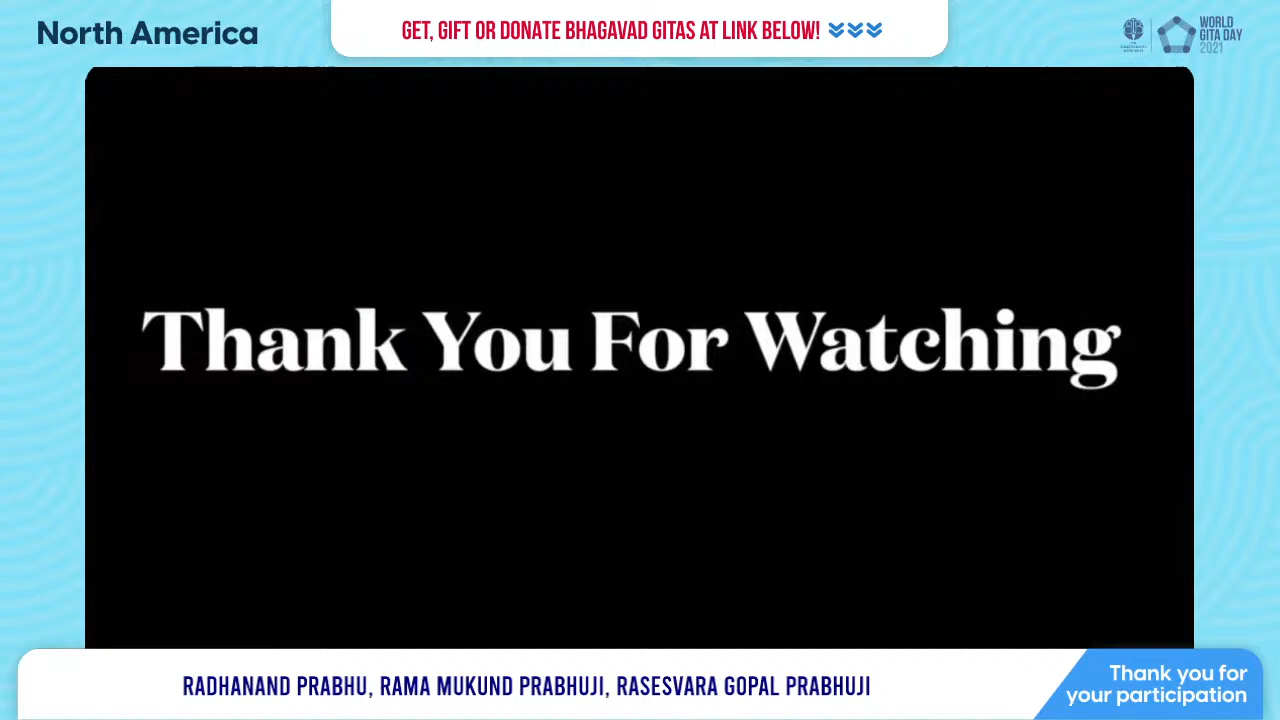 North America
GET, GIFT OR DONATE BHAGAVAD GITAS AT LINK BELOW!
WORLD
GITA DAY
2021
Thank You For Watching
RADHANAND PRABHU, RAMA MUKUND PRABHUJI, RASESVARA GOPAL PRABHUJI
Thank you for
your participation